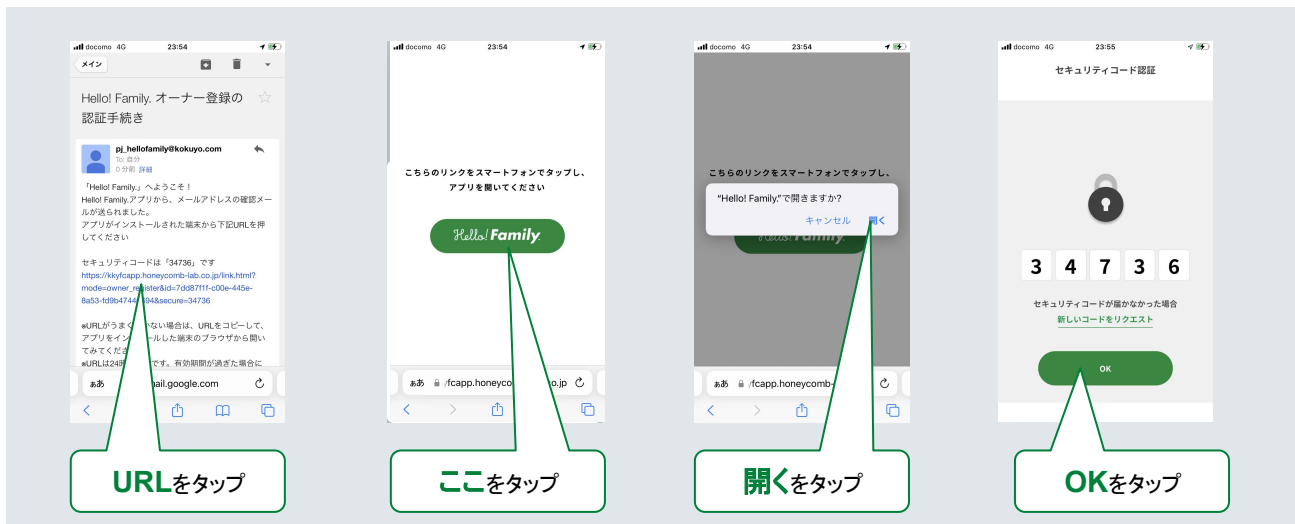 docomo 4G 23:54
メイン
Hello! Family. オーナー登録の
認証手続き
pj_hellofamily@kokuyo.com
To: 自分
0 分前 詳細
「Hello! Family.」へようこそ！
Hello! Family.アプリから、メールアドレスの確認メー
ルが送られました。
アプリがインストールされた端末から下記URLを押
してください
セキュリティコードは「34736」です
https://kkyfcapp.honeycomb-lab.co.jp/link.html?
mode=owner_register&id=7dd87f1f-c00e-445e-
8a53-fd9b474 694&secure=34736
※URLがうまく かない場合は、URLをコピーして、
アプリをイン ールした端末のブラウザから開い
てみてくださ
※URLは24時 です。有効期間が過ぎた場合に
ぁあ ail.google.com
URLをタップ
docomo 4G 23:54
こちらのリンクをスマートフォンでタップし、
アプリを開いてください
Hello! Family.
ぁあ /fcapp.honeyco o.jp
ここをタップ
docomo 4G 23:54
こちらのリンクをスマートフォンでタップし、
"Hello! Family."で開きますか?
キャンセル 開く
Hello! Family.
ぁあ /fcapp.honeycomb-
開くをタップ
docomo 4G 23:55
セキュリティコード認証
3 4 7 3 6
セキュリティコードが届かなかった場合
新しいコードをリクエスト
OK
OKをタップ